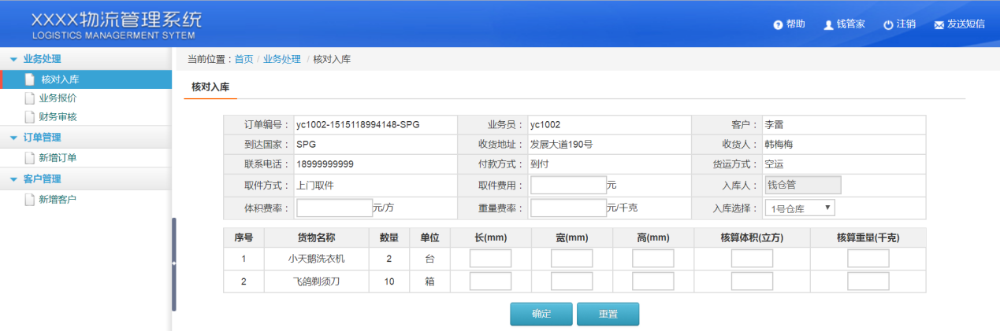 XXXX物流管理系统
LOGISTICS MANAGERMENT SYTEM
帮助 钱管家 注销 发送短信
业务处理
核对入库
业务报价
财务审核
订单管理
新增订单
客户管理
新增客户
当前位置：首页 / 业务处理 / 核对入库
核对入库
订单编号： yc1002-1515118994148-SPG 业务员： yc1002 客户： 李雷
到达国家： SPG 收货地址： 发展大道190号 收货人： 韩梅梅
联系电话： 18999999999 付款方式： 到付 货运方式： 空运
取件方式： 上门取件 取件费用： 元 入库人： 钱仓管
体积费率： 元/方 重量费率： 元/千克 入库选择： 1号仓库
序号 货物名称 数量 单位 长(mm) 宽(mm) 高(mm) 核算体积(立方) 核算重量(千克)
1 小天鹅洗衣机 2 台
2 飞鸽剃须刀 10 箱
确定 重置